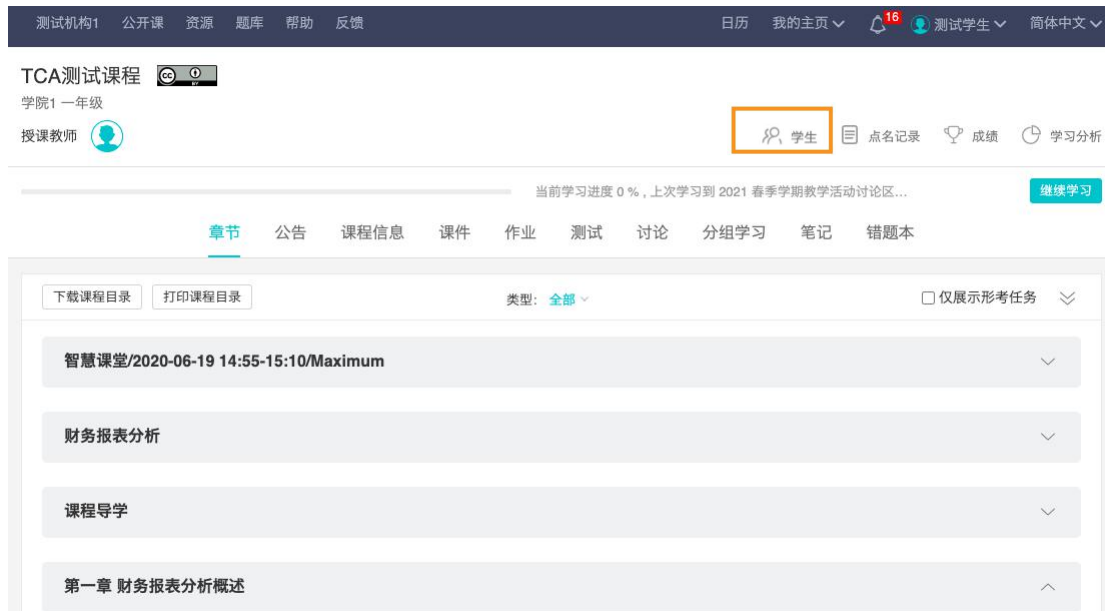 测试机构1 公开课 资源 题库 帮助 反馈 日历 我的主页 16 测试学生 简体中文
TCA测试课程 cc BY
学院1 一年级
授课教师 学生 点名记录 成绩 学习分析
当前学习进度 0 % , 上次学习到 2021 春季学期教学活动讨论区... 继续学习
章节 公告 课程信息 课件 作业 测试 讨论 分组学习 笔记 错题本
下载课程目录 打印课程目录 类型: 全部 仅展示形考任务
智慧课堂/2020-06-19 14:55-15:10/Maximum
财务报表分析
课程导学
第一章 财务报表分析概述